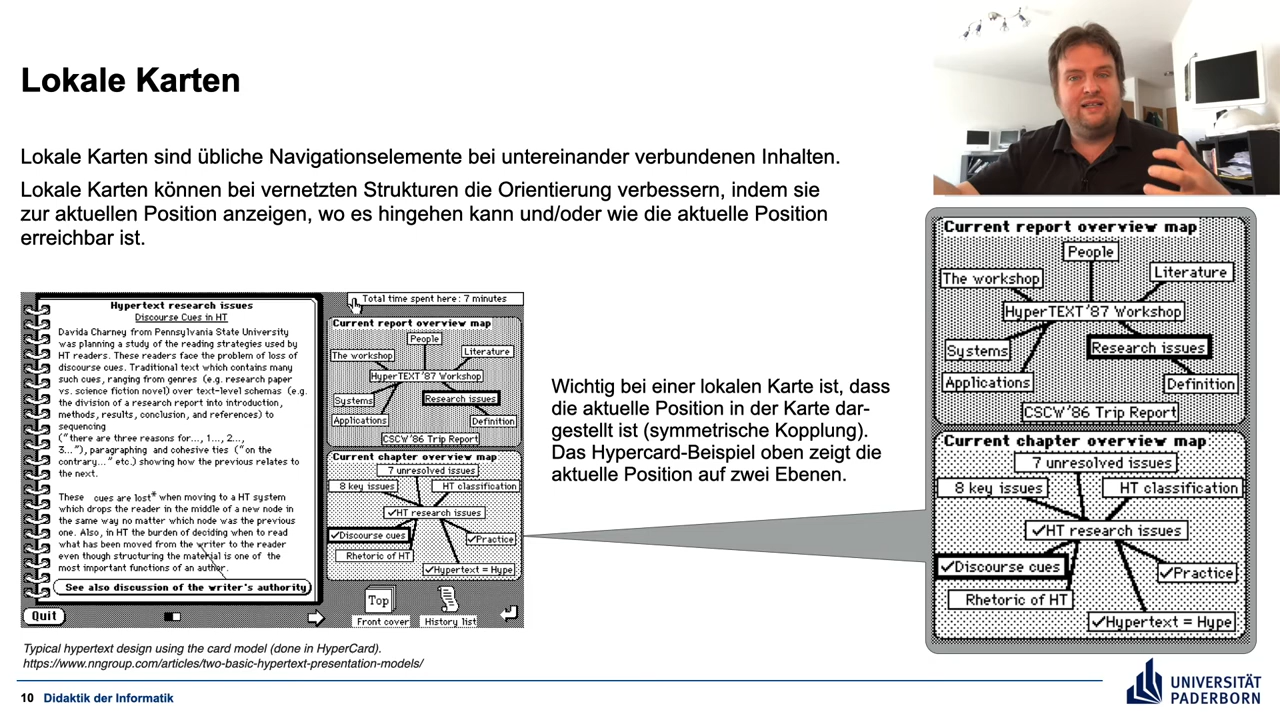 Lokale Karten
Lokale Karten sind übliche Navigationselemente bei untereinander verbundenen Inhalten.
Lokale Karten können bei vernetzten Strukturen die Orientierung verbessern, indem sie
zur aktuellen Position anzeigen, wo es hingehen kann und/oder wie die aktuelle Position
erreichbar ist.
Hypertext research issues
Discourse Cues in HT
Davida Charney from Pennsylvania State University
was planning a study of the reading strategies used by
HT readers. These readers face the problem of loss of
discourse cues. Traditional text which contains many
such cues, ranging from genres (e.g. research paper
vs. science fiction novel) over text-level schemas (e.g.
the division of a research report into introduction,
methods, results, conclusion, and references) to
sequencing
("there are three reasons for..., 1..., 2...,
3..."), paragraphing and cohesive ties ("on the
contrary..." etc.) showing how the previous relates to
the next.
These cues are lost* when moving to a HT system
which drops the reader in the middle of a new node in
the same way no matter which node was the previous
one. Also, in HT the burden of deciding when to read
what has been moved from the writer to the reader
even though structuring the material is one of the
most important functions of an author.
See also discussion of the writer's authority
Quit
Total time spent here: 7 minutes
Current report overview map
People
The workshop
Literature
HyperTEXT'87 Workshop
Systems
Research issues
Applications
Definition
CSCW'86 Trip Report
Current chapter overview map
7 unresolved issues
8 key issues
HT classification
✓HT research issues
✓Discourse cues
✓Practice
Rhetoric of HT
✓Hypertext = Hype
Top
Front cover
History list
Wichtig bei einer lokalen Karte ist, dass
die aktuelle Position in der Karte dar-
gestellt ist (symmetrische Kopplung).
Das Hypercard-Beispiel oben zeigt die
aktuelle Position auf zwei Ebenen.
Current report overview map
People
The workshop
Literature
HyperTEXT'87 Workshop
Systems
Research issues
Applications
Definition
CSCW'86 Trip Report
Current chapter overview map
7 unresolved issues
8 key issues
HT classification
✓HT research issues
✓Discourse cues
✓Practice
Rhetoric of HT
✓Hypertext = Hype
Typical hypertext design using the card model (done in HyperCard).
https://www.nngroup.com/articles/two-basic-hypertext-presentation-models/
10 Didaktik der Informatik
UNIVERSITÄT
PADERBORN